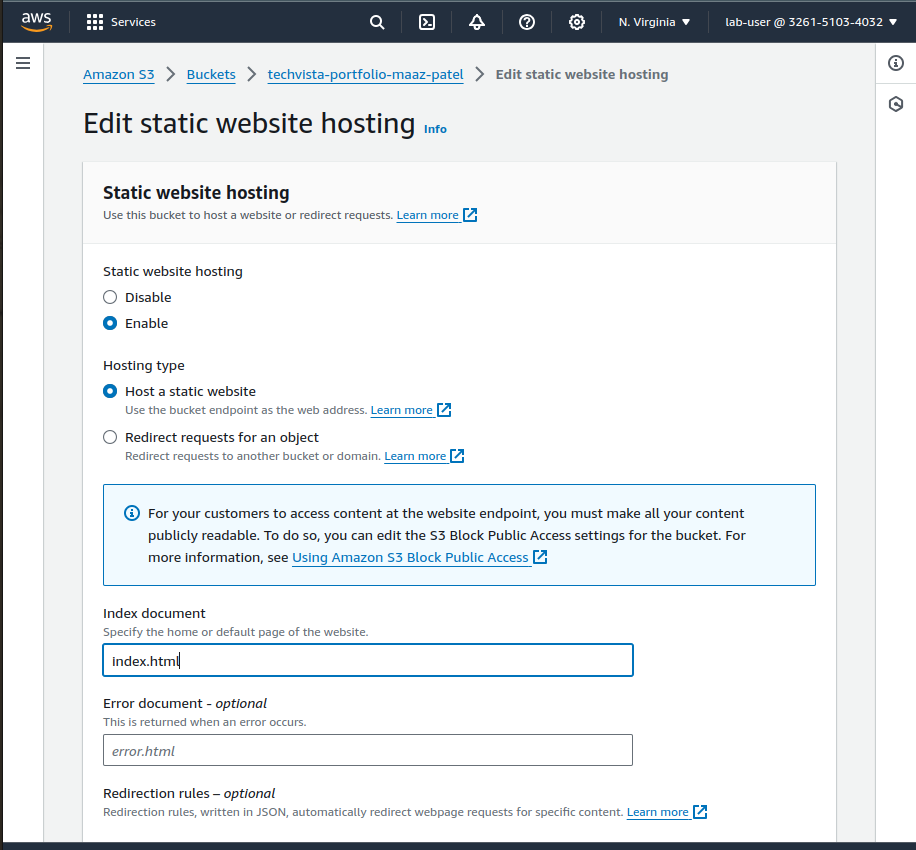 aws Services N. Virginia lab-user @ 3261-5103-4032
Amazon S3 Buckets techvista-portfolio-maaz-patel Edit static website hosting
Edit static website hosting Info
Static website hosting
Use this bucket to host a website or redirect requests. Learn more
Static website hosting
Disable
Enable
Hosting type
Host a static website
Use the bucket endpoint as the web address. Learn more
Redirect requests for an object
Redirect requests to another bucket or domain. Learn more
For your customers to access content at the website endpoint, you must make all your content
publicly readable. To do so, you can edit the S3 Block Public Access settings for the bucket. For
more information, see Using Amazon S3 Block Public Access
Index document
Specify the home or default page of the website.
index.html
Error document - optional
This is returned when an error occurs.
error.html
Redirection rules – optional
Redirection rules, written in JSON, automatically redirect webpage requests for specific content. Learn more